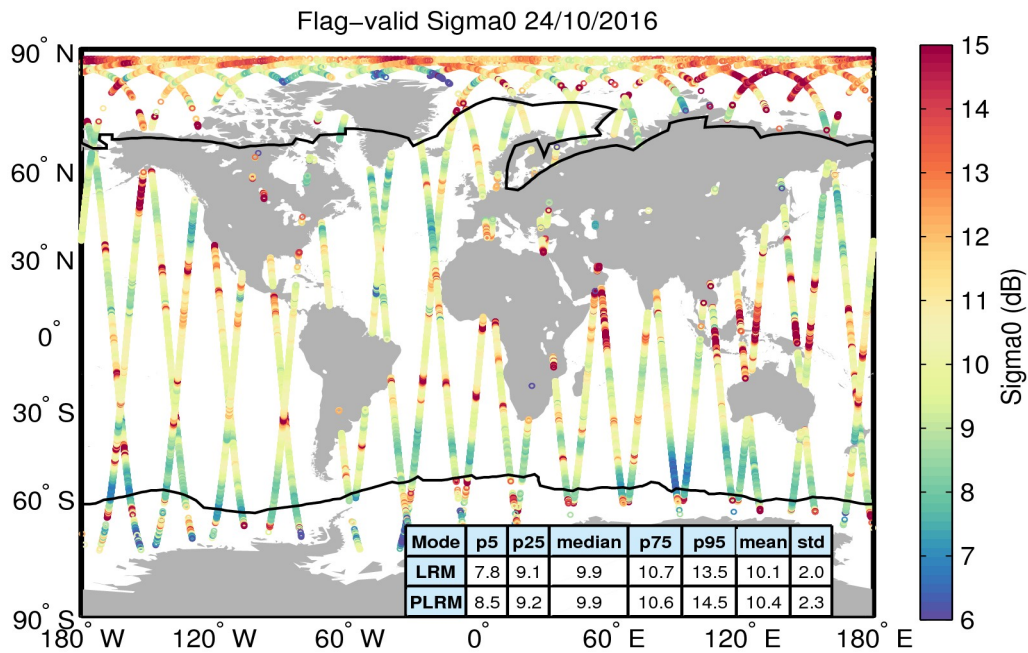 Flag-valid Sigma0 24/10/2016
90° N
60° N
30° N
0°
30° S
60° S
90° S
180° W
120° W
60° W
0°
60° E
120° E
180° E
Mode p5 p25 median p75 p95 mean std
LRM 7.8 9.1 9.9 10.7 13.5 10.1 2.0
PLRM 8.5 9.2 9.9 10.6 14.5 10.4 2.3
15
14
13
12
11
10
9
8
7
6
Sigma0 (dB)